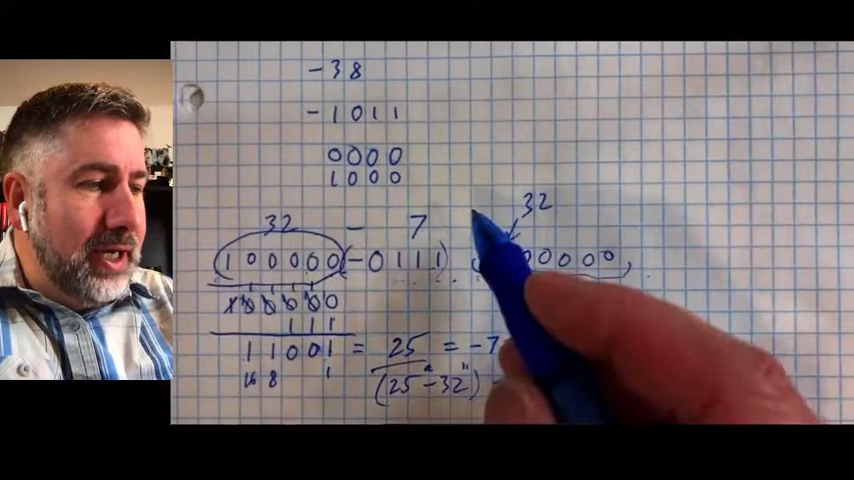 -38
-1011
0000
1000
32
32 - 7
100000 (-0111) 00000
100000
111
11001 = 25 = -7
16 8 1 (25-32)